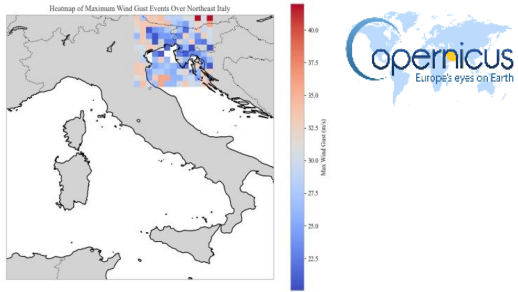 Heatmap of Maximum Wind Gust Events Over Northeast Italy
40.0
37.5
35.0
32.5
30.0
27.5
25.0
22.5
Max Wind Gust (m/s)
opernicus
Europe's eyes on Earth